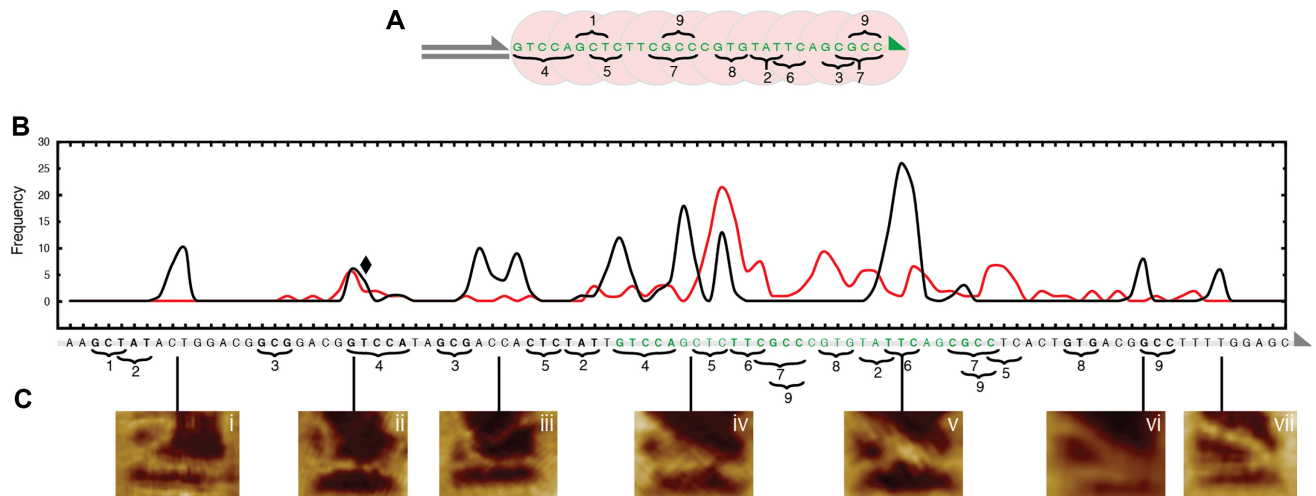 A
1 9 9
GTCCAGCTCTTCGCCCGTGTATTCAGCGCC
4 5 7 8 2 6 3 7
B
Frequency
30
25
20
15
10
5
0
AAGCTATACTGGACGGCGGACGGTCCATAGCGACCACTCTATTGTCCAGCTCTTCGCCCGTGTATTCAGCGCCTCACTGTGACGGCCTTTTGGAGC
1 2 3 4 3 5 2 4 5 6 7 8 2 6 7 5 8 9
9 9
C
i ii iii iv v vi vii